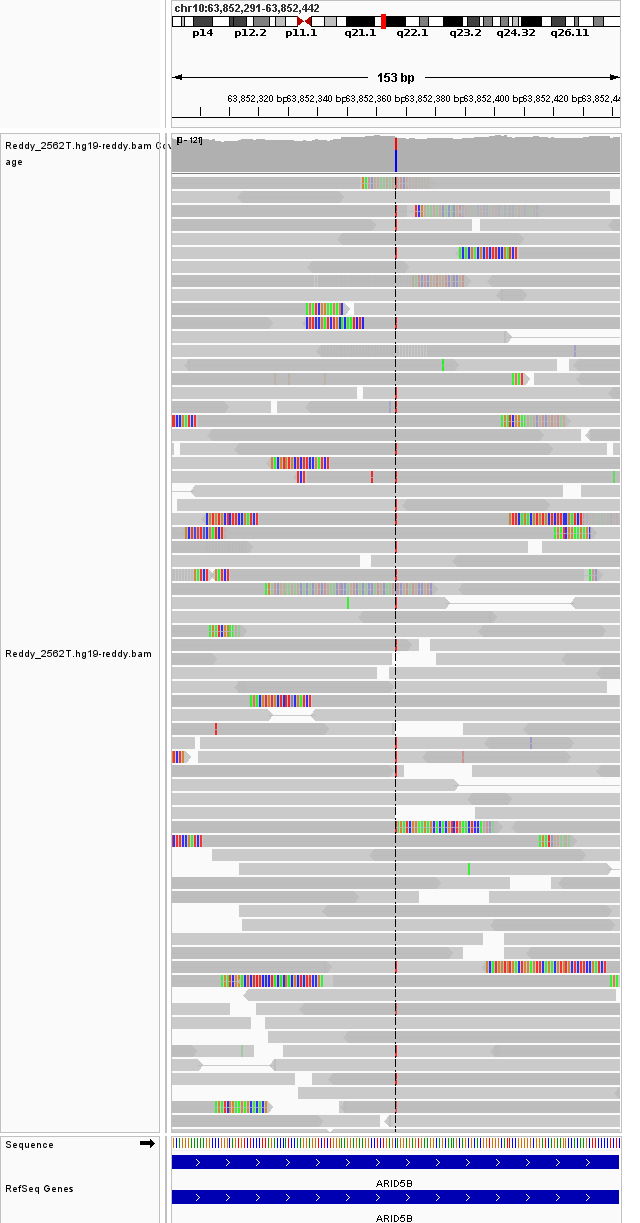 chr10:63,852,291-63,852,442
p14 p12.2 p11.1 q21.1 q22.1 q23.2 q24.32 q26.11
153 bp
63,852,320 bp 63,852,340 bp 63,852,360 bp 63,852,380 bp 63,852,400 bp 63,852,420 bp 63,852,44
Reddy_2562T.hg19-reddy.bam Cov
age
[0 - 121]
Reddy_2562T.hg19-reddy.bam
Sequence
ARID5B
RefSeq Genes
ARID5B